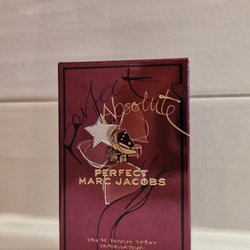 Perfect
Absolute
PERFECT
MARC JACOBS
EAU DE PARFUM SPRAY
VAPORISATEUR